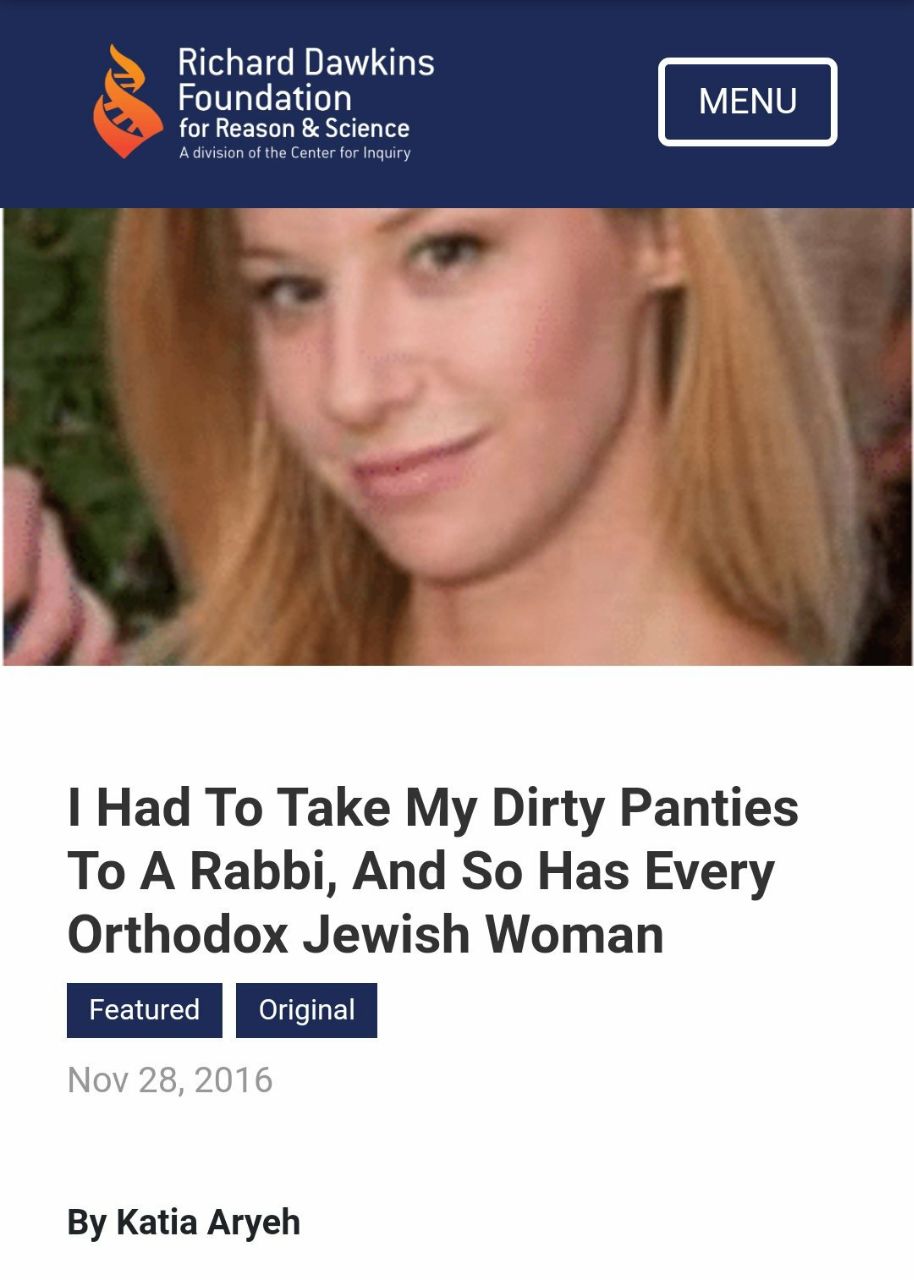 Richard Dawkins
Foundation
for Reason & Science
A division of the Center for Inquiry
MENU
I Had To Take My Dirty Panties
To A Rabbi, And So Has Every
Orthodox Jewish Woman
Featured
Original
Nov 28, 2016
By Katia Aryeh